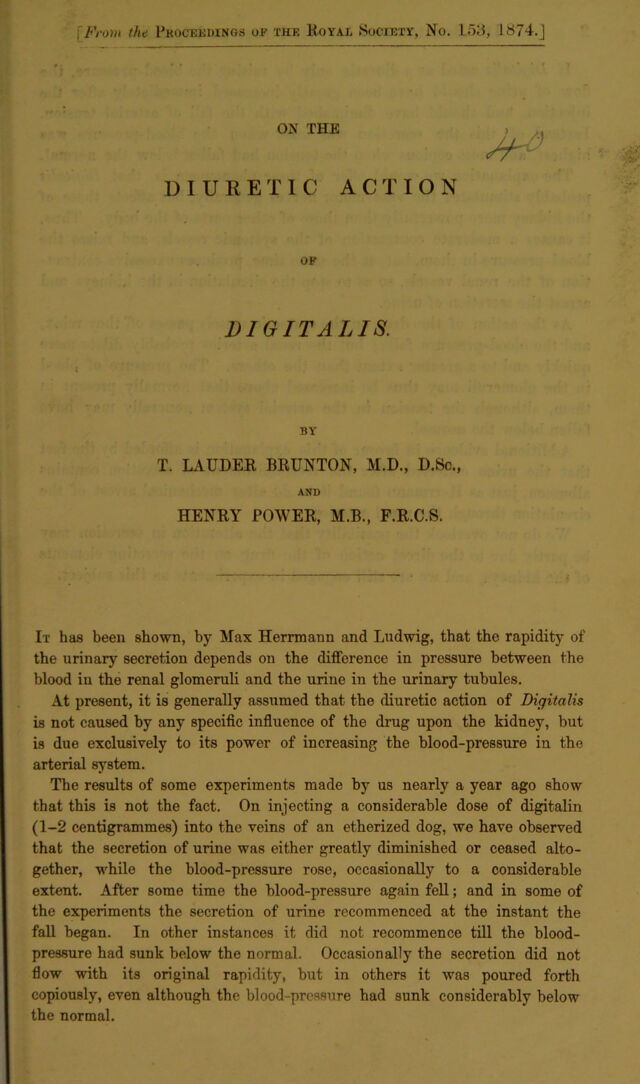 [From the PROCEEDINGS OF THE ROYAL SOCIETY, No. 153, 1874.]
40
ON THE
DIURETIC ACTION
OF
DIGITALIS.
BY
T. LAUDER BRUNTON, M.D., D.Sc.,
AND
HENRY POWER, M.B., F.R.C.S.
IT has been shown, by Max Herrmann and Ludwig, that the rapidity of
the urinary secretion depends on the difference in pressure between the
blood in the renal glomeruli and the urine in the urinary tubules.
At present, it is generally assumed that the diuretic action of Digitalis
is not caused by any specific influence of the drug upon the kidney, but
is due exclusively to its power of increasing the blood-pressure in the
arterial system.
The results of some experiments made by us nearly a year ago show
that this is not the fact. On injecting a considerable dose of digitalin
(1–2 centigrammes) into the veins of an etherized dog, we have observed
that the secretion of urine was either greatly diminished or ceased alto-
gether, while the blood-pressure rose, occasionally to a considerable
extent. After some time the blood-pressure again fell; and in some of
the experiments the secretion of urine recommenced at the instant the
fall began. In other instances it did not recommence till the blood-
pressure had sunk below the normal. Occasionally the secretion did not
flow with its original rapidity, but in others it was poured forth
copiously, even although the blood-pressure had sunk considerably below
the normal.